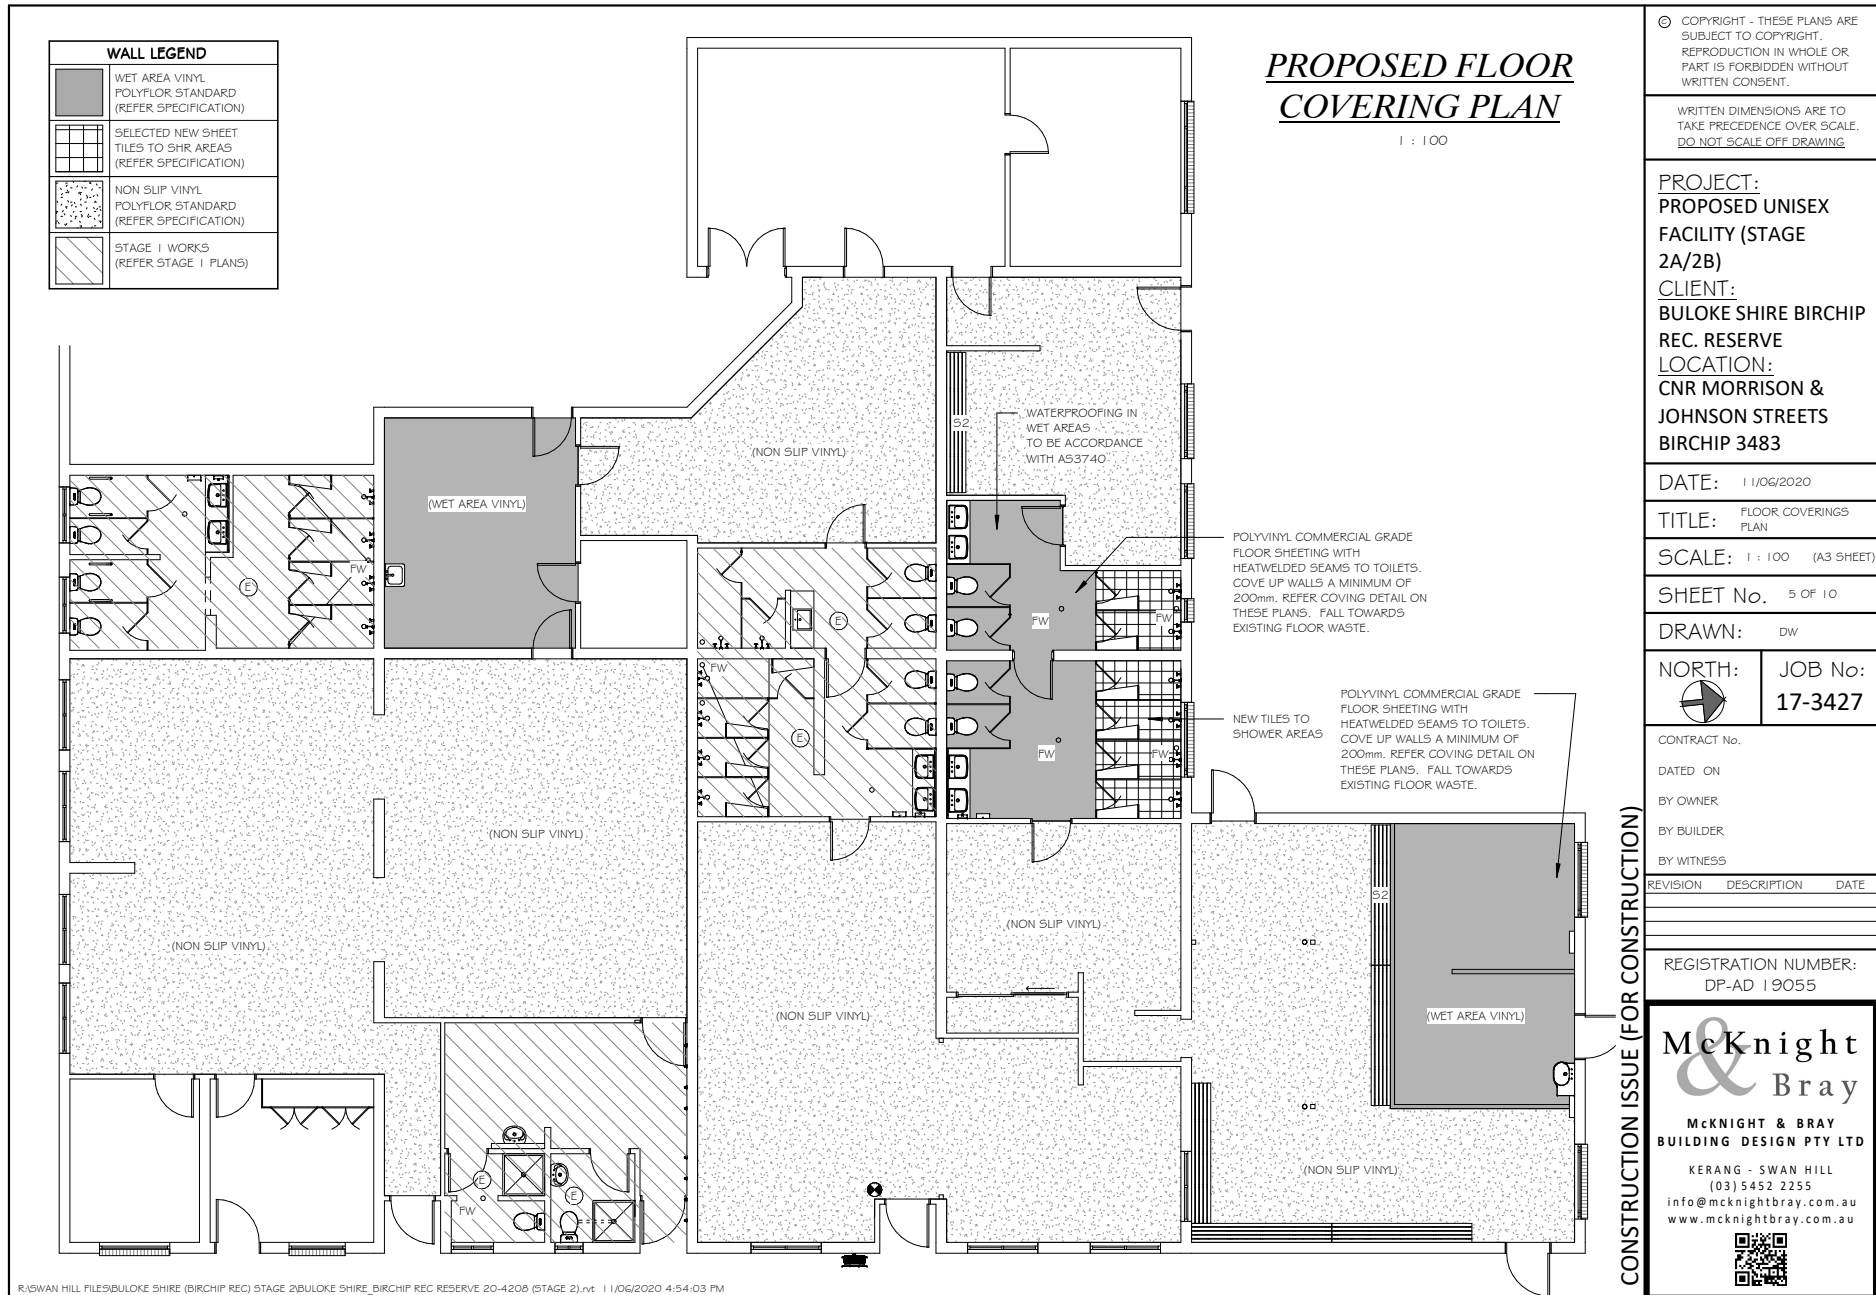 WALL LEGEND
WET AREA VINYL
POLYFLOR STANDARD
(REFER SPECIFICATION)
SELECTED NEW SHEET
TILES TO SHR AREAS
(REFER SPECIFICATION)
NON SLIP VINYL
POLYFLOR STANDARD
(REFER SPECIFICATION)
STAGE 1 WORKS
(REFER STAGE 1 PLANS)
PROPOSED FLOOR
COVERING PLAN
1 : 100
S2
WATERPROOFING IN
WET AREAS
TO BE ACCORDANCE
WITH AS3740
(NON SLIP VINYL)
(WET AREA VINYL)
FW
E
E
FW
E
FW
FW
FW
FW
POLYVINYL COMMERCIAL GRADE
FLOOR SHEETING WITH
HEATWELDED SEAMS TO TOILETS.
COVE UP WALLS A MINIMUM OF
200mm. REFER COVING DETAIL ON
THESE PLANS. FALL TOWARDS
EXISTING FLOOR WASTE.
NEW TILES TO
SHOWER AREAS
POLYVINYL COMMERCIAL GRADE
FLOOR SHEETING WITH
HEATWELDED SEAMS TO TOILETS.
COVE UP WALLS A MINIMUM OF
200mm. REFER COVING DETAIL ON
THESE PLANS. FALL TOWARDS
EXISTING FLOOR WASTE.
(NON SLIP VINYL)
(NON SLIP VINYL)
(NON SLIP VINYL)
(NON SLIP VINYL)
S2
(WET AREA VINYL)
(NON SLIP VINYL)
E
E
FW
CONSTRUCTION ISSUE (FOR CONSTRUCTION)
R:\SWAN HILL FILES\BULOKE SHIRE (BIRCHIP REC) STAGE 2\BULOKE SHIRE_BIRCHIP REC RESERVE 20-4208 (STAGE 2).rvt 11/06/2020 4:54:03 PM
© COPYRIGHT - THESE PLANS ARE
SUBJECT TO COPYRIGHT.
REPRODUCTION IN WHOLE OR
PART IS FORBIDDEN WITHOUT
WRITTEN CONSENT.
WRITTEN DIMENSIONS ARE TO
TAKE PRECEDENCE OVER SCALE.
DO NOT SCALE OFF DRAWING
PROJECT:
PROPOSED UNISEX
FACILITY (STAGE
2A/2B)
CLIENT:
BULOKE SHIRE BIRCHIP
REC. RESERVE
LOCATION:
CNR MORRISON &
JOHNSON STREETS
BIRCHIP 3483
DATE: 11/06/2020
TITLE: FLOOR COVERINGS
PLAN
SCALE: 1 : 100 (A3 SHEET)
SHEET No. 5 OF 10
DRAWN: DW
NORTH:
JOB No:
17-3427
CONTRACT No.
DATED ON
BY OWNER
BY BUILDER
BY WITNESS
REVISION DESCRIPTION DATE
REGISTRATION NUMBER:
DP-AD 19055
&
McKnight
Bray
McKNIGHT & BRAY
BUILDING DESIGN PTY LTD
KERANG - SWAN HILL
(03) 5452 2255
info@mcknightbray.com.au
www.mcknightbray.com.au